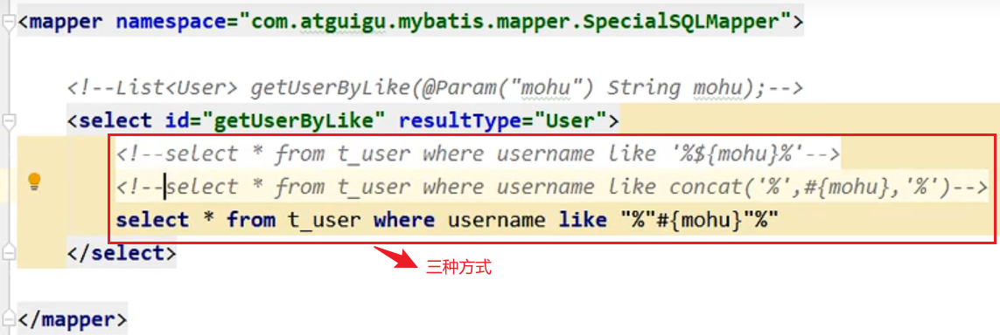 <mapper namespace="com.atguigu.mybatis.mapper.SpecialSQLMapper">
<!--List<User> getUserByLike(@Param("mohu") String mohu);-->
<select id="getUserByLike" resultType="User">
<!--select * from t_user where username like '%${mohu}%'-->
<!--select * from t_user where username like concat('%',#{mohu},'%')-->
select * from t_user where username like "%"#{mohu}"%"
</select>
三种方式
</mapper>